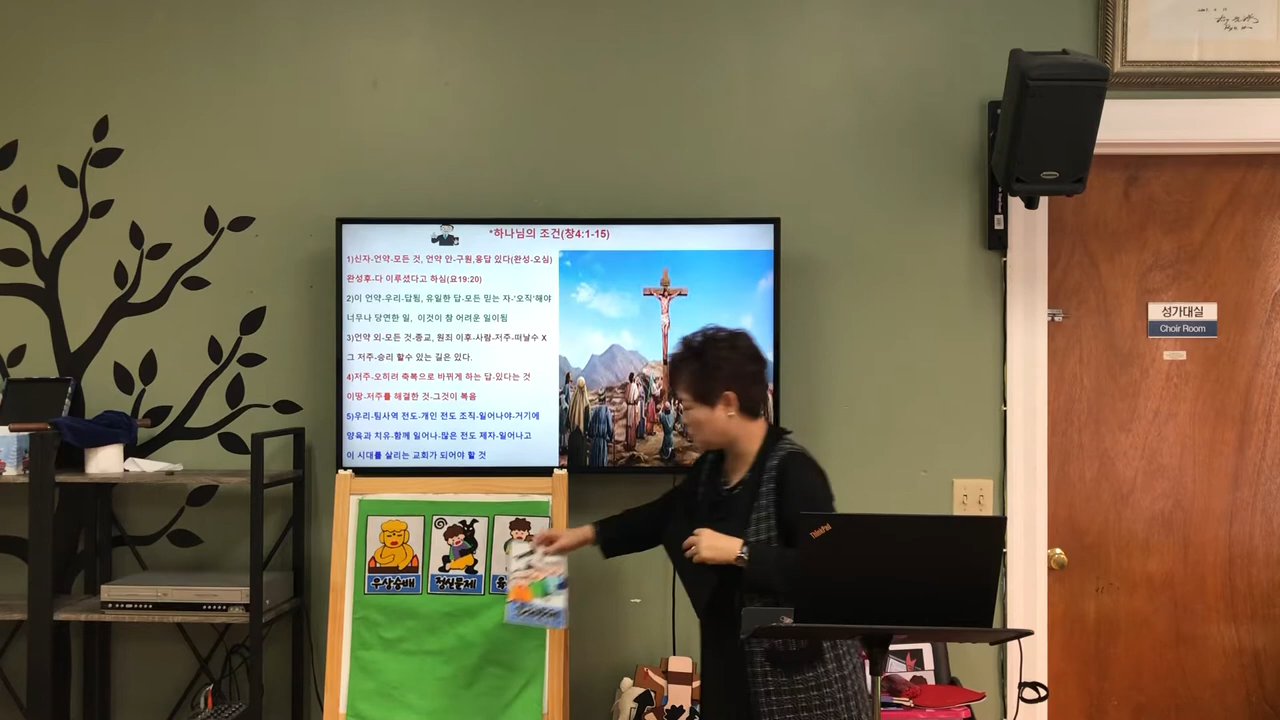 *하나님의 조건(창4:1-15)
1)신자-언약-모든 것, 언약 안-구원,응답 있다(완성-오심)
완성후-다 이루셨다고 하심(요19:20)
2)이 언약-우리-답됨, 유일한 답-모든 믿는 자-'오직'해야
너무나 당연한 일, 이것이 참 어려운 일이됨
3)언약 외-모든 것-종교, 원죄 이후-사람-저주-떠날수 X
그 저주-승리 할수 있는 길은 있다.
4)저주-오히려 축복으로 바뀌게 하는 답-있다는 것
이땅-저주를 해결한 것-그것이 복음
5)우리-팀사역 전도-개인 전도 조직-일어나야-거기에
양육과 치유-함께 일어나-많은 전도 제자-일어나고
이 시대를 살리는 교회가 되어야 할 것
우상숭배
정신문제
성가대실
Choir Room
ThinkPad